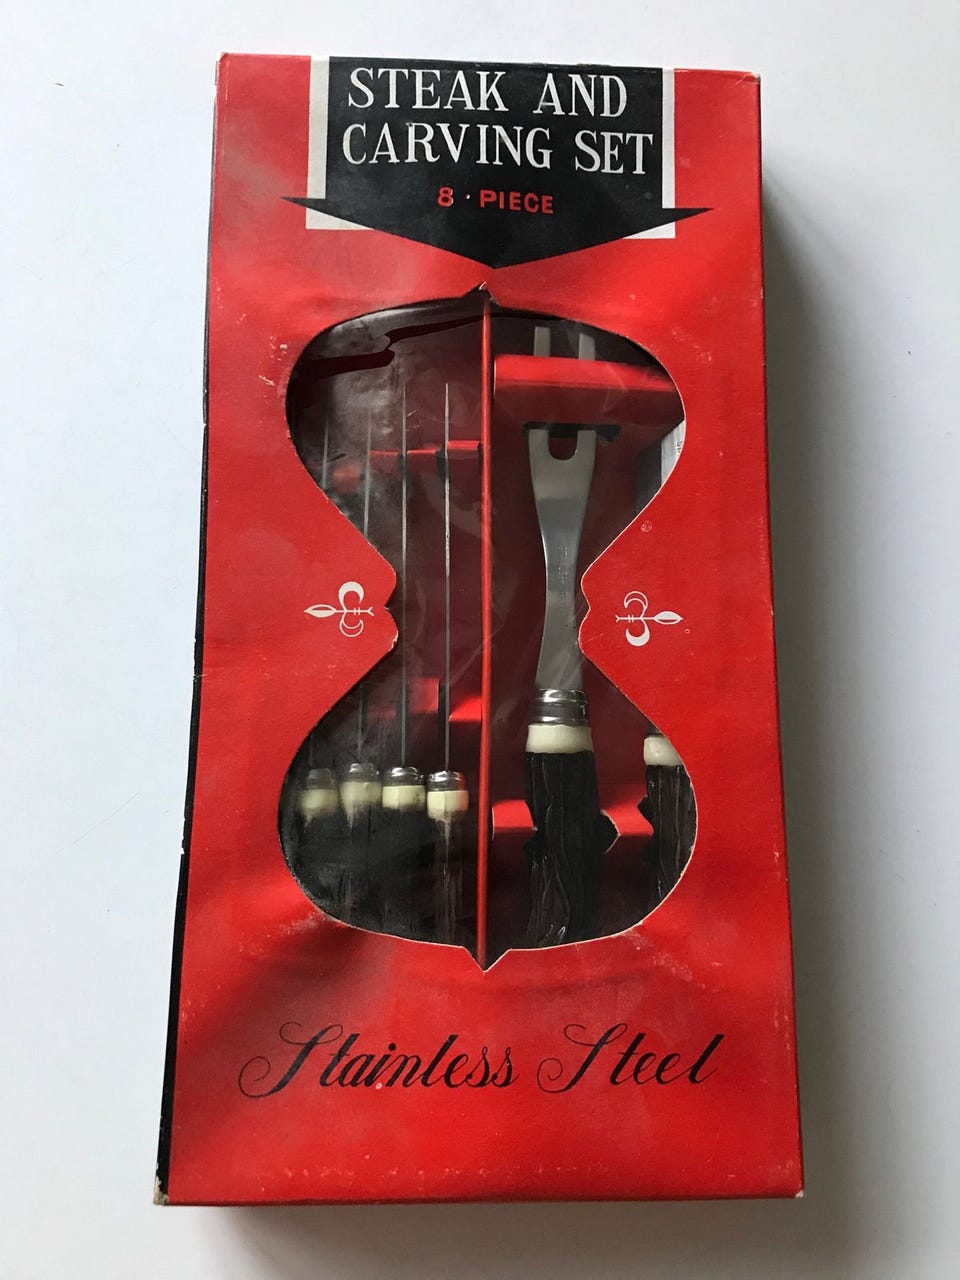 STEAK AND
CARVING SET
8 · PIECE
Stainless Steel